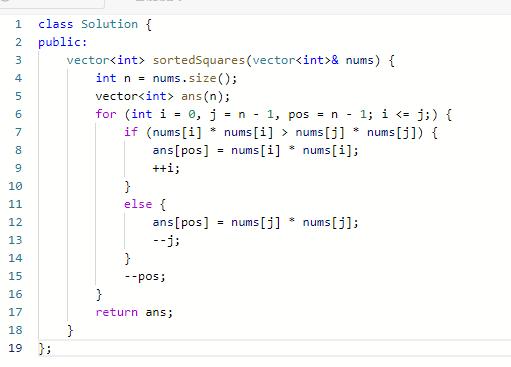 1 class Solution {
2 public:
3     vector<int> sortedSquares(vector<int>& nums) {
4         int n = nums.size();
5         vector<int> ans(n);
6         for (int i = 0, j = n - 1, pos = n - 1; i <= j;) {
7             if (nums[i] * nums[i] > nums[j] * nums[j]) {
8                 ans[pos] = nums[i] * nums[i];
9                 ++i;
10             }
11             else {
12                 ans[pos] = nums[j] * nums[j];
13                 --j;
14             }
15             --pos;
16         }
17         return ans;
18     }
19 };